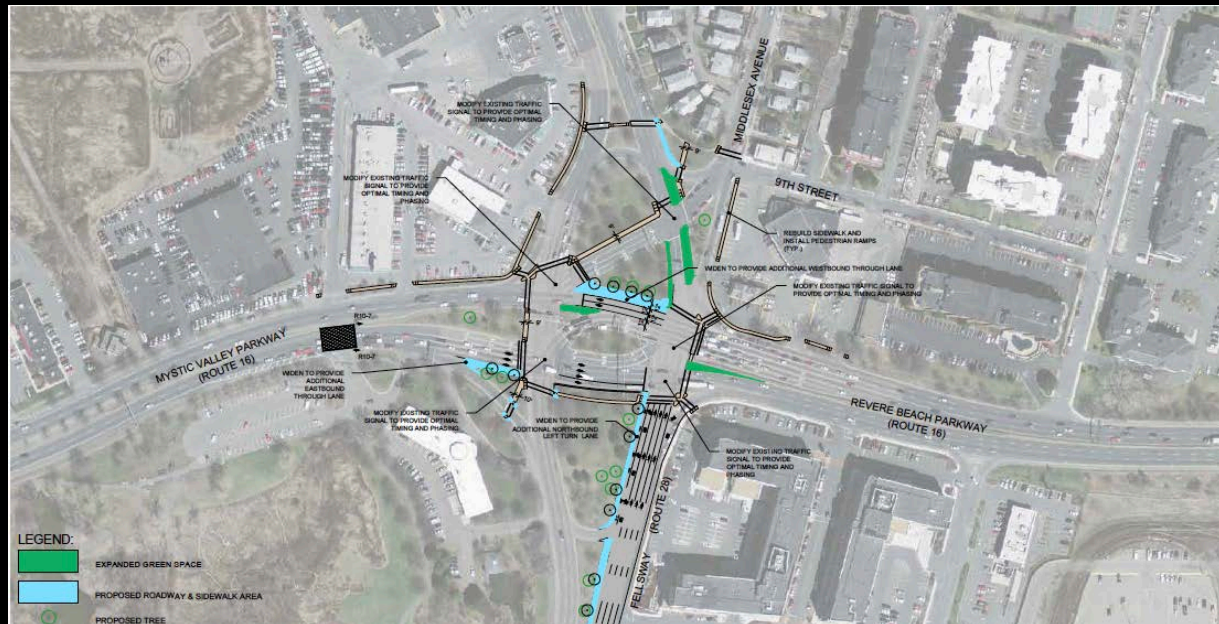 MODIFY EXISTING TRAFFIC
SIGNAL TO PROVIDE OPTIMAL
TIMING AND PHASING
MIDDLESEX AVENUE
MODIFY EXISTING TRAFFIC
SIGNAL TO PROVIDE
OPTIMAL TIMING AND
PHASING
9TH STREET
REBUILD SIDEWALK AND
INSTALL PEDESTRIAN RAMPS
(TYP.)
WIDEN TO PROVIDE ADDITIONAL WESTBOUND THROUGH LANE
MODIFY EXISTING TRAFFIC SIGNAL TO
PROVIDE OPTIMAL TIMING AND PHASING
R10-7
R10-7
MYSTIC VALLEY PARKWAY
(ROUTE 16)
WIDEN TO PROVIDE
ADDITIONAL
EASTBOUND
THROUGH LANE
MODIFY EXISTING TRAFFIC
SIGNAL TO PROVIDE OPTIMAL
TIMING AND PHASING
WIDEN TO PROVIDE
ADDITIONAL NORTHBOUND
LEFT TURN LANE
REVERE BEACH PARKWAY
(ROUTE 16)
MODIFY EXISTING TRAFFIC
SIGNAL TO PROVIDE
OPTIMAL TIMING AND
PHASING
FELLSWAY (ROUTE 28)
LEGEND:
EXPANDED GREEN SPACE
PROPOSED ROADWAY & SIDEWALK AREA
PROPOSED TREE